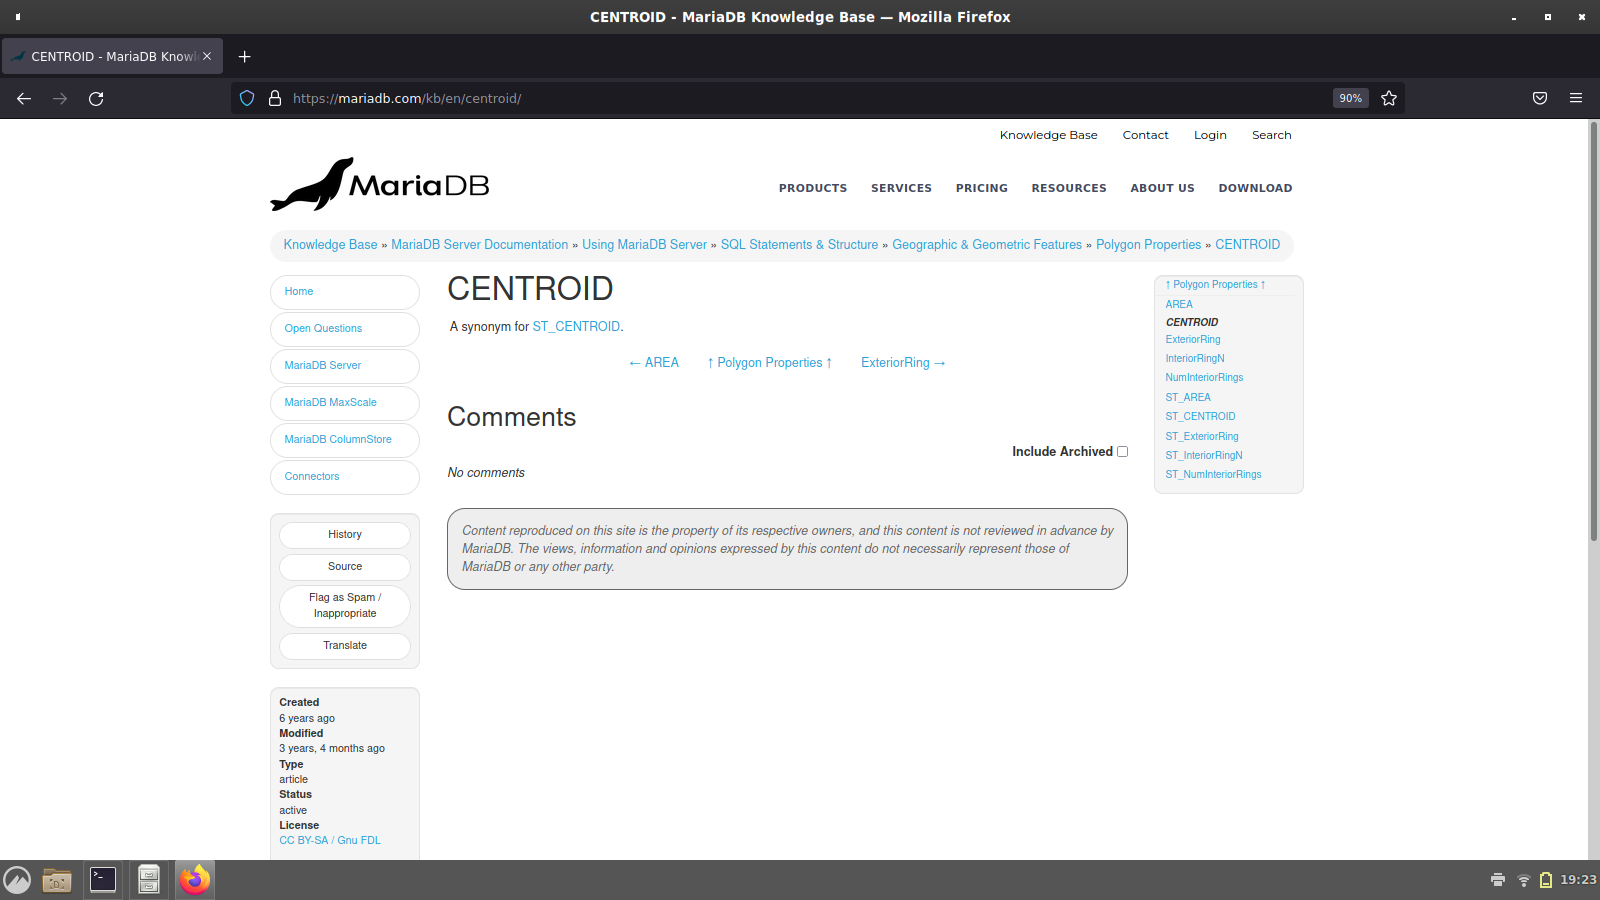 CENTROID - MariaDB Knowledge Base — Mozilla Firefox
CENTROID - MariaDB Knowl
https://mariadb.com/kb/en/centroid/
90%
Knowledge Base Contact Login Search
MariaDB
PRODUCTS SERVICES PRICING RESOURCES ABOUT US DOWNLOAD
Knowledge Base » MariaDB Server Documentation » Using MariaDB Server » SQL Statements & Structure » Geographic & Geometric Features » Polygon Properties » CENTROID
Home
Open Questions
MariaDB Server
MariaDB MaxScale
MariaDB ColumnStore
Connectors
History
Source
Flag as Spam /
Inappropriate
Translate
Created
6 years ago
Modified
3 years, 4 months ago
Type
article
Status
active
License
CC BY-SA / Gnu FDL
CENTROID
A synonym for ST_CENTROID.
← AREA ↑ Polygon Properties ↑ ExteriorRing →
Comments
Include Archived
No comments
Content reproduced on this site is the property of its respective owners, and this content is not reviewed in advance by
MariaDB. The views, information and opinions expressed by this content do not necessarily represent those of
MariaDB or any other party.
↑ Polygon Properties ↑
AREA
CENTROID
ExteriorRing
InteriorRingN
NumInteriorRings
ST_AREA
ST_CENTROID
ST_ExteriorRing
ST_InteriorRingN
ST_NumInteriorRings
19:23